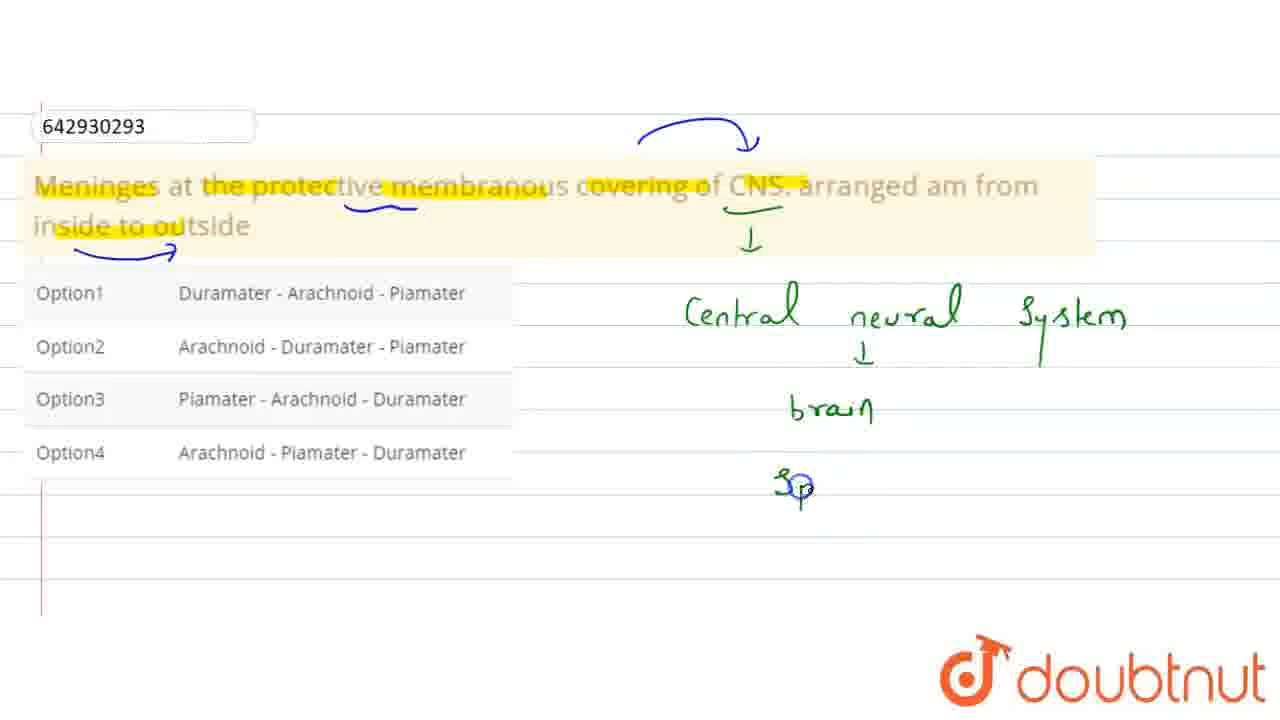 642930293
Meninges at the protective membranous covering of CNS. arranged am from
inside to outside
Option1 Duramater - Arachnoid - Piamater
Option2 Arachnoid - Duramater - Piamater
Option3 Piamater - Arachnoid - Duramater
Option4 Arachnoid - Piamater - Duramater
Central neural System
brain
Sp
doubtnut